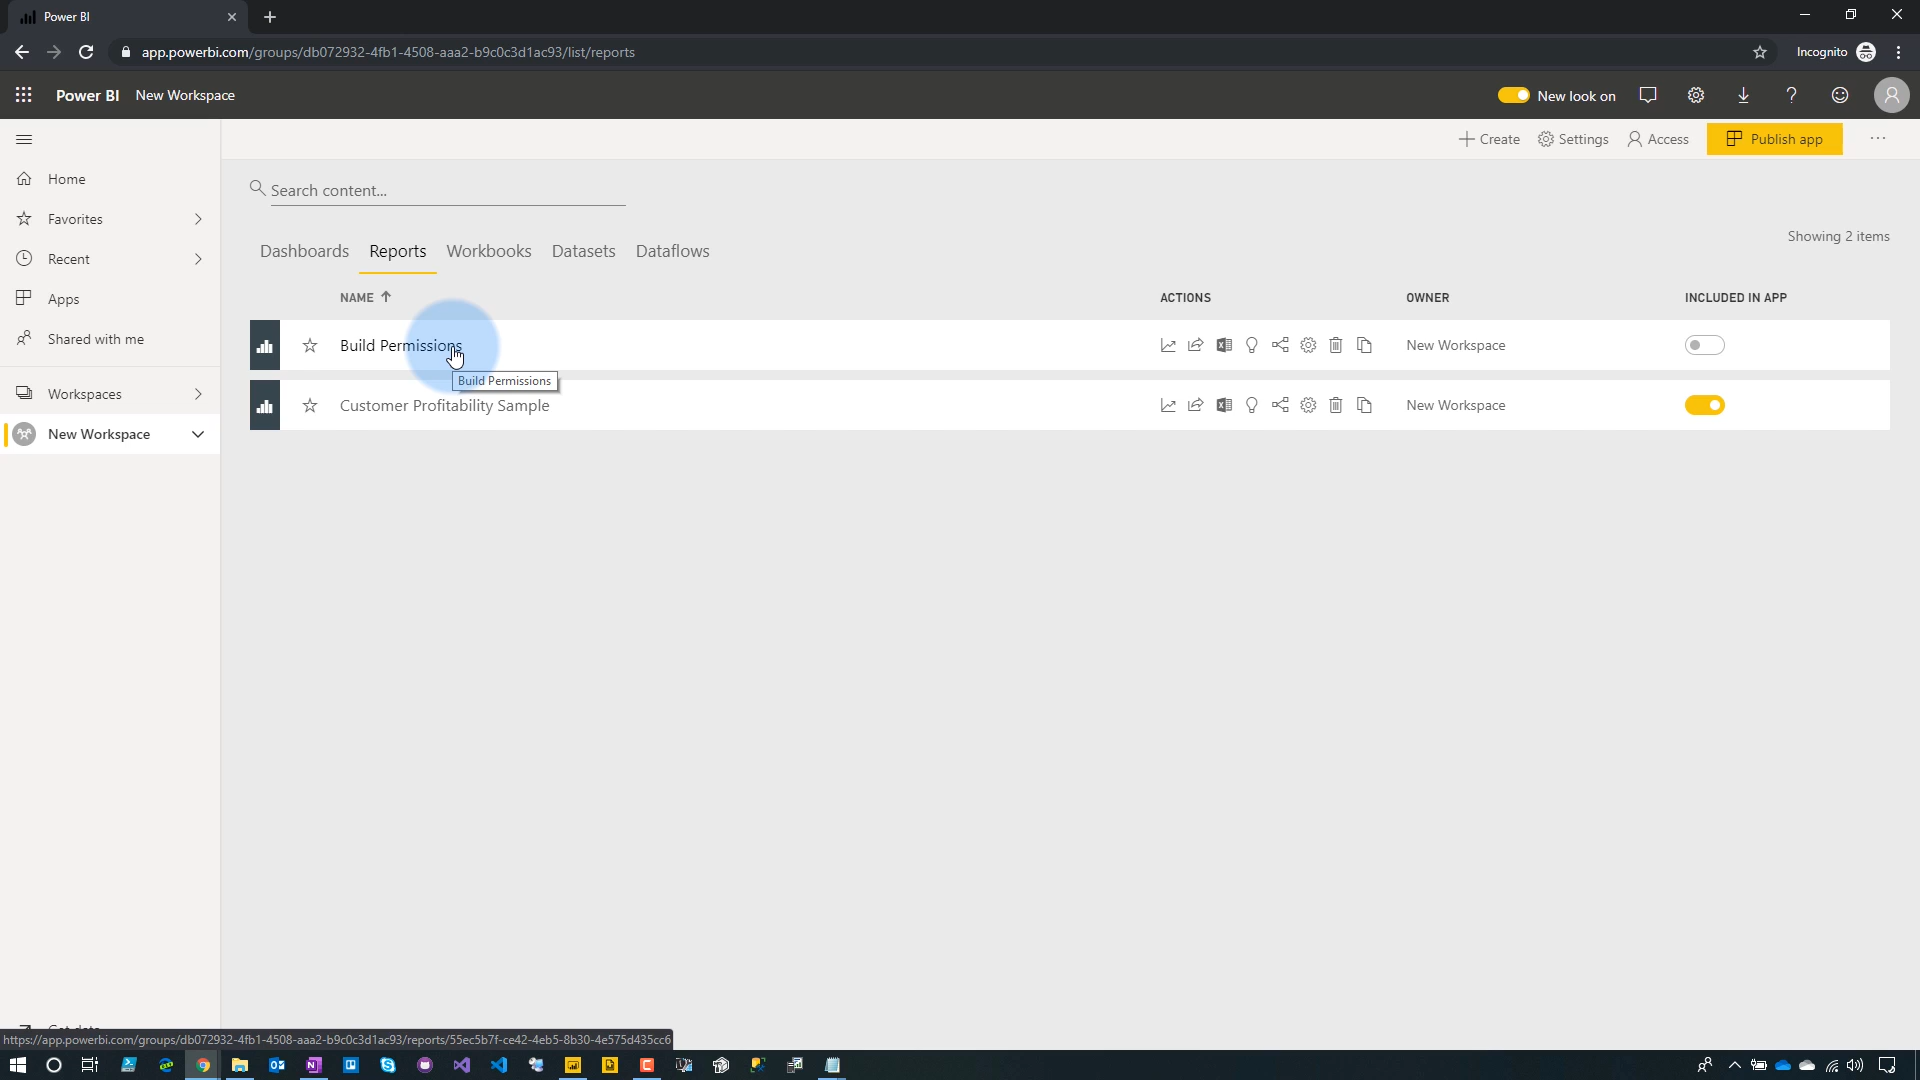 Power BI
app.powerbi.com/groups/db072932-4fb1-4508-aaa2-b9c0c3d1ac93/list/reports
Incognito
Power BI New Workspace
New look on
Create Settings Access Publish app
Home
Favorites
Recent
Apps
Shared with me
Workspaces
New Workspace
Search content...
Showing 2 items
Dashboards Reports Workbooks Datasets Dataflows
NAME ACTIONS OWNER INCLUDED IN APP
Build Permissions New Workspace
Build Permissions
Customer Profitability Sample New Workspace
https://app.powerbi.com/groups/db072932-4fb1-4508-aaa2-b9c0c3d1ac93/reports/55ec5b7f-ce42-4eb5-8b30-4e575d435cc6